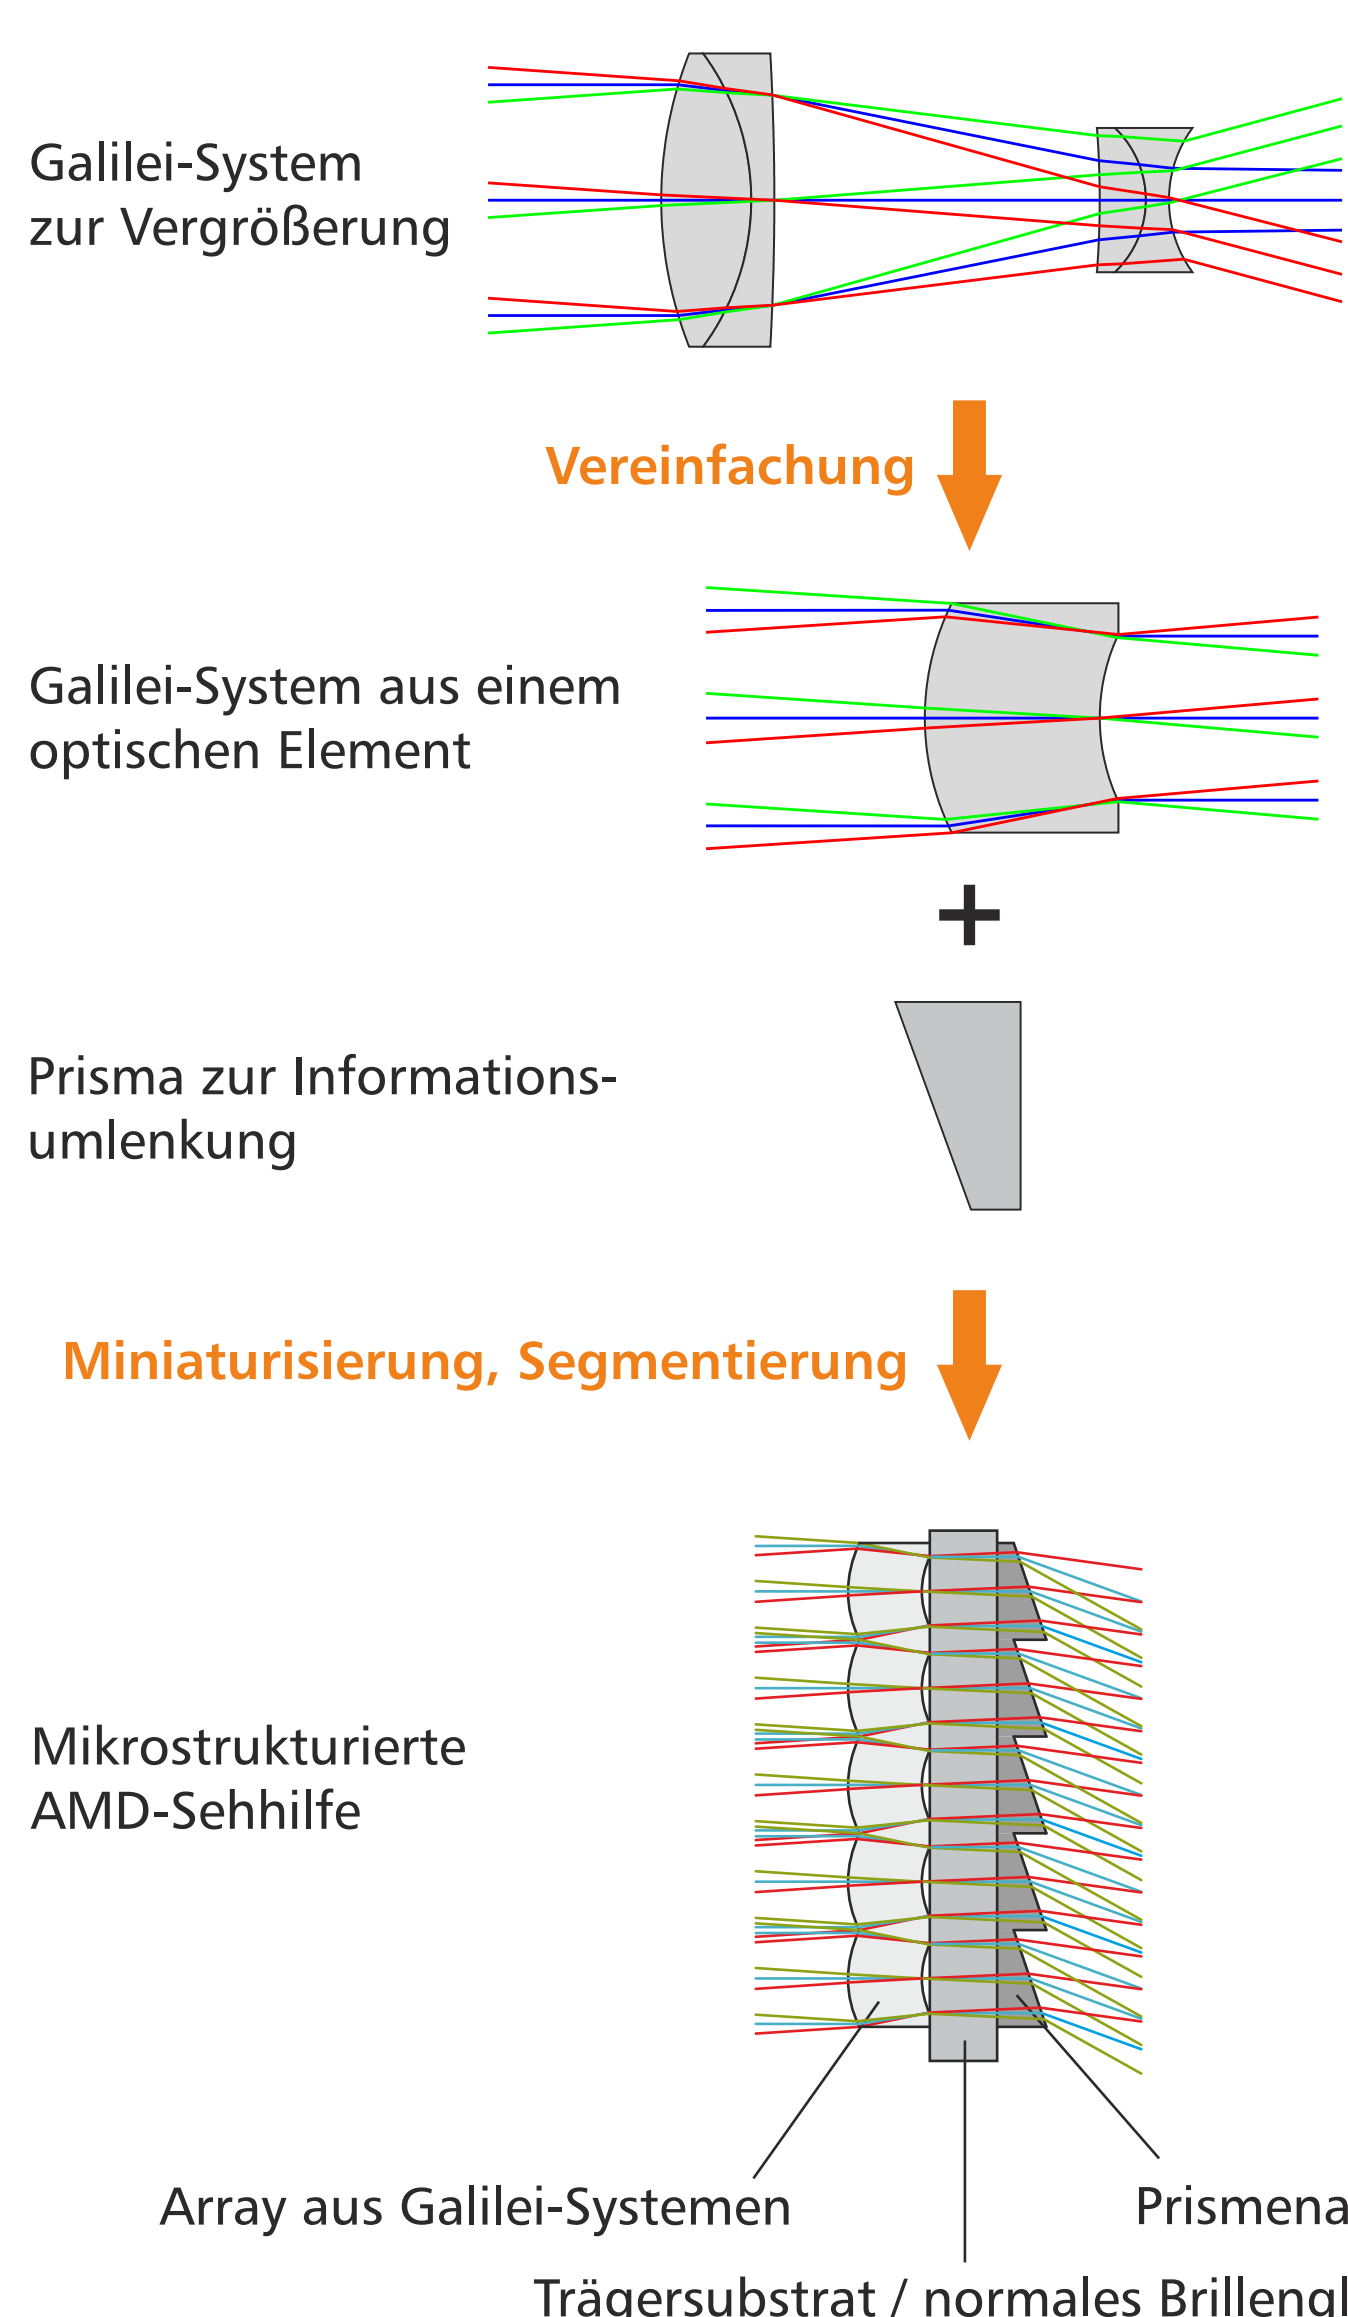 Galilei-System
zur Vergrößerung
Vereinfachung
Galilei-System aus einem
optischen Element
+
Prisma zur Informations-
umlenkung
Miniaturisierung, Segmentierung
Mikrostrukturierte
AMD-Sehhilfe
Array aus Galilei-Systemen
Prismena
Trägersubstrat / normales Brillengl